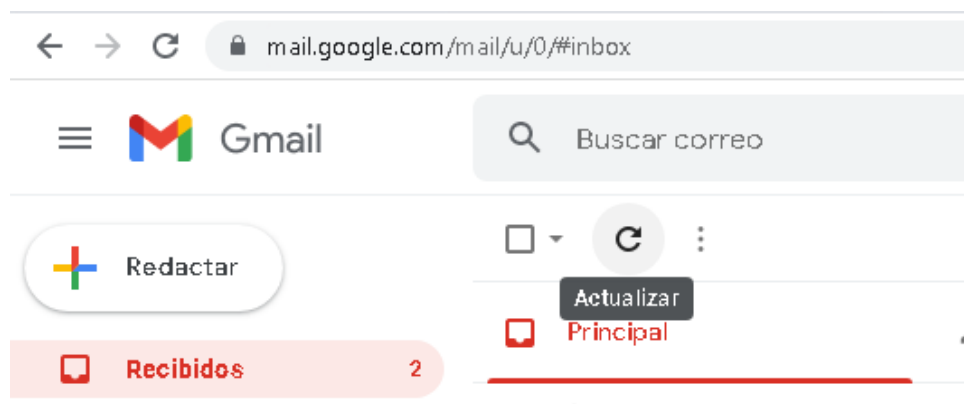 mail.google.com/mail/u/0/#inbox
Gmail
Buscar correo
Redactar
Actualizar
Principal
Recibidos 2